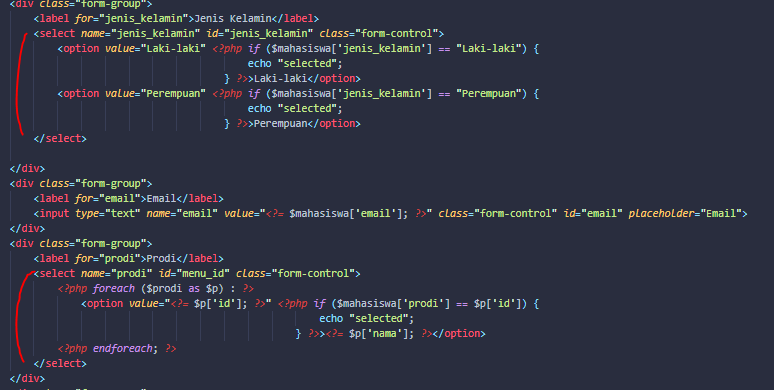 <div class="form-group">
<label for="jenis_kelamin">Jenis Kelamin</label>
<select name="jenis_kelamin" id="jenis_kelamin" class="form-control">
<option value="Laki-laki" <?php if ($mahasiswa['jenis_kelamin'] == "Laki-laki") {
echo "selected";
} ?>>Laki-laki</option>
<option value="Perempuan" <?php if ($mahasiswa['jenis_kelamin'] == "Perempuan") {
echo "selected";
} ?>>Perempuan</option>
</select>
</div>
<div class="form-group">
<label for="email">Email</label>
<input type="text" name="email" value="<?= $mahasiswa['email']; ?>" class="form-control" id="email" placeholder="Email">
</div>
<div class="form-group">
<label for="prodi">Prodi</label>
<select name="prodi" id="menu_id" class="form-control">
<?php foreach ($prodi as $p) : ?>
<option value="<?= $p['id']; ?>" <?php if ($mahasiswa['prodi'] == $p['id']) {
echo "selected";
} ?>><?= $p['nama']; ?></option>
<?php endforeach; ?>
</select>
</div>